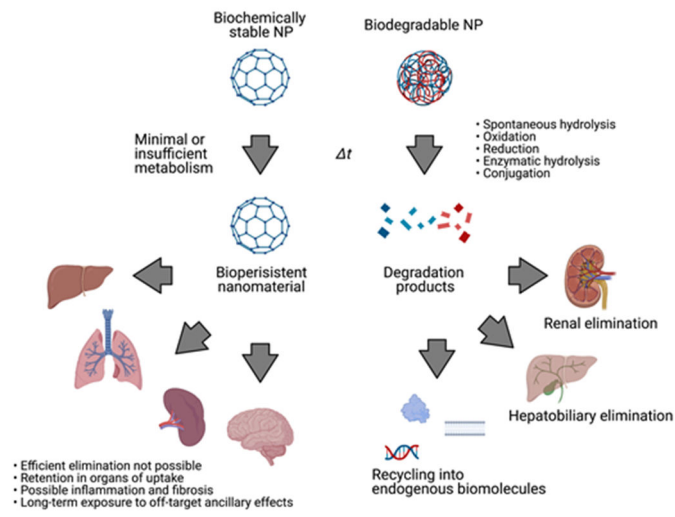 Biochemically
stable NP
Biodegradable NP
Minimal or
insufficient
metabolism
Δt
• Spontaneous hydrolysis
• Oxidation
• Reduction
• Enzymatic hydrolysis
• Conjugation
Bioperisistent
nanomaterial
Degradation
products
Renal elimination
Hepatobiliary elimination
Recycling into
endogenous biomolecules
• Efficient elimination not possible
• Retention in organs of uptake
• Possible inflammation and fibrosis
• Long-term exposure to off-target ancillary effects